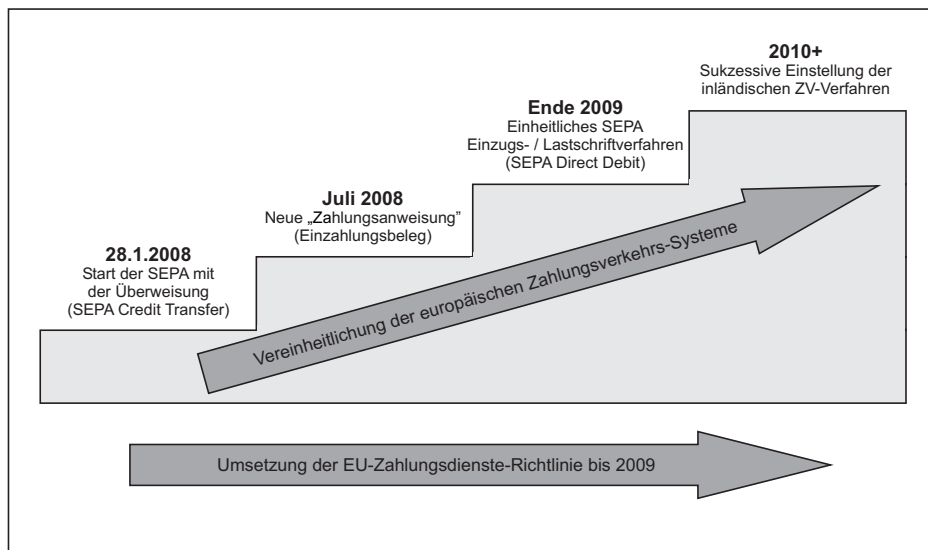 2010+
Sukzessive Einstellung der
inländischen ZV-Verfahren
Ende 2009
Einheitliches SEPA
Einzugs- / Lastschriftverfahren
(SEPA Direct Debit)
Juli 2008
Neue „Zahlungsanweisung”
(Einzahlungsbeleg)
28.1.2008
Start der SEPA mit
der Überweisung
(SEPA Credit Transfer)
Vereinheitlichung der europäischen Zahlungsverkehrs-Systeme
Umsetzung der EU-Zahlungsdienste-Richtlinie bis 2009